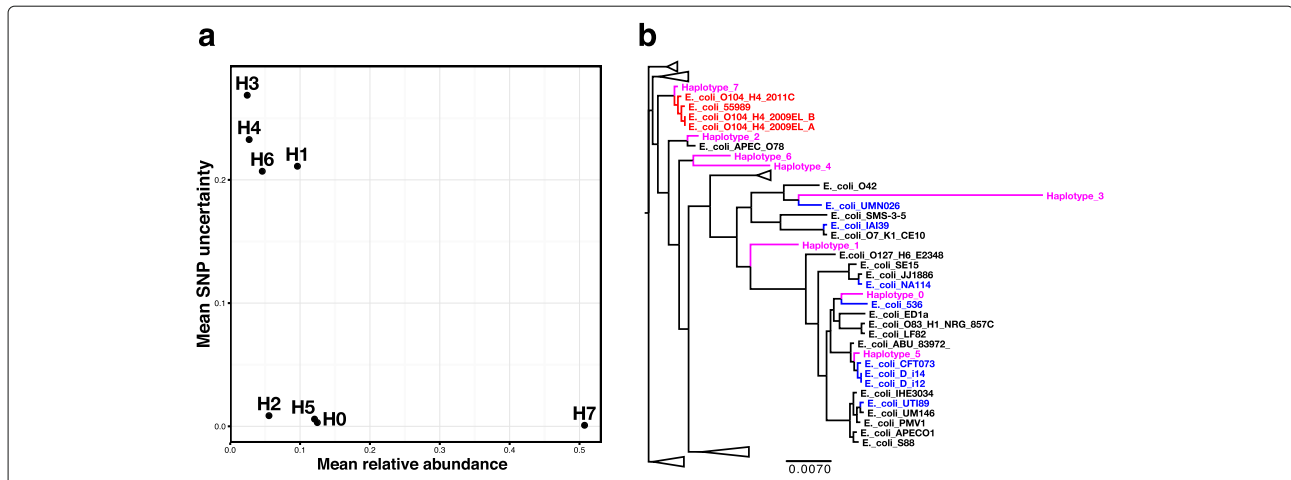 a
b
H3
H4
H6
H1
H2
H5
H0
H7
0.2
0.1
0.0
0.0
0.1
0.2
0.3
0.4
0.5
Mean SNP uncertainty
Mean relative abundance
Haplotype_7
E._coli_O104_H4_2011C
E._coli_55989
E._coli_O104_H4_2009EL_B
E._coli_O104_H4_2009EL_A
Haplotype_2
E._coli_APEC_O78
Haplotype_6
Haplotype_4
E._coli_O42
Haplotype_3
E._coli_UMN026
E._coli_SMS-3-5
E._coli_IAI39
E._coli_O7_K1_CE10
Haplotype_1
E.coli_O127_H6_E2348
E._coli_SE15
E._coli_JJ1886
E._coli_NA114
Haplotype_0
E._coli_536
E._coli_ED1a
E._coli_O83_H1_NRG_857C
E._coli_LF82
E._coli_ABU_83972_
Haplotype_5
E._coli_CFT073
E._coli_D_i14
E._coli_D_i12
E._coli_IHE3034
E._coli_UTI89
E._coli_UM146
E._coli_PMV1
E._coli_APECO1
E._coli_S88
0.0070